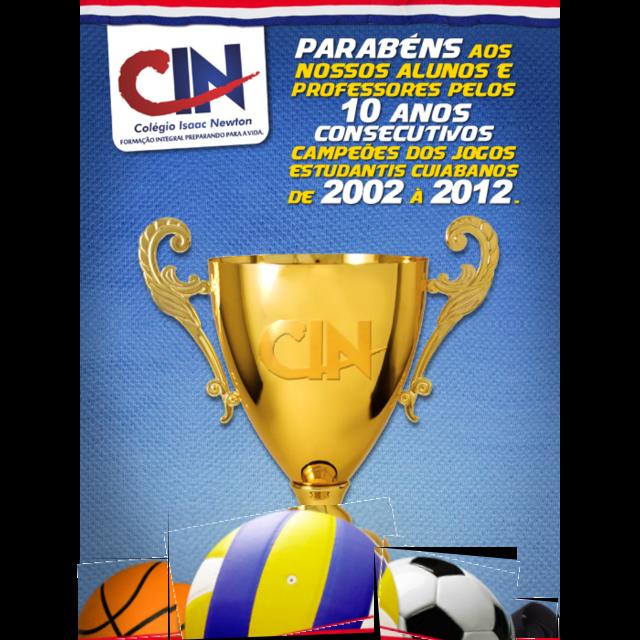 CIN
Colégio Isaac Newton
FORMAÇÃO INTEGRAL PREPARANDO PARA A VIDA.
PARABÉNS AOS
NOSSOS ALUNOS E
PROFESSORES PELOS
10 ANOS
CONSECUTIVOS
CAMPEÕES DOS JOGOS
ESTUDANTIS CUIABANOS
DE 2002 À 2012.
CIN